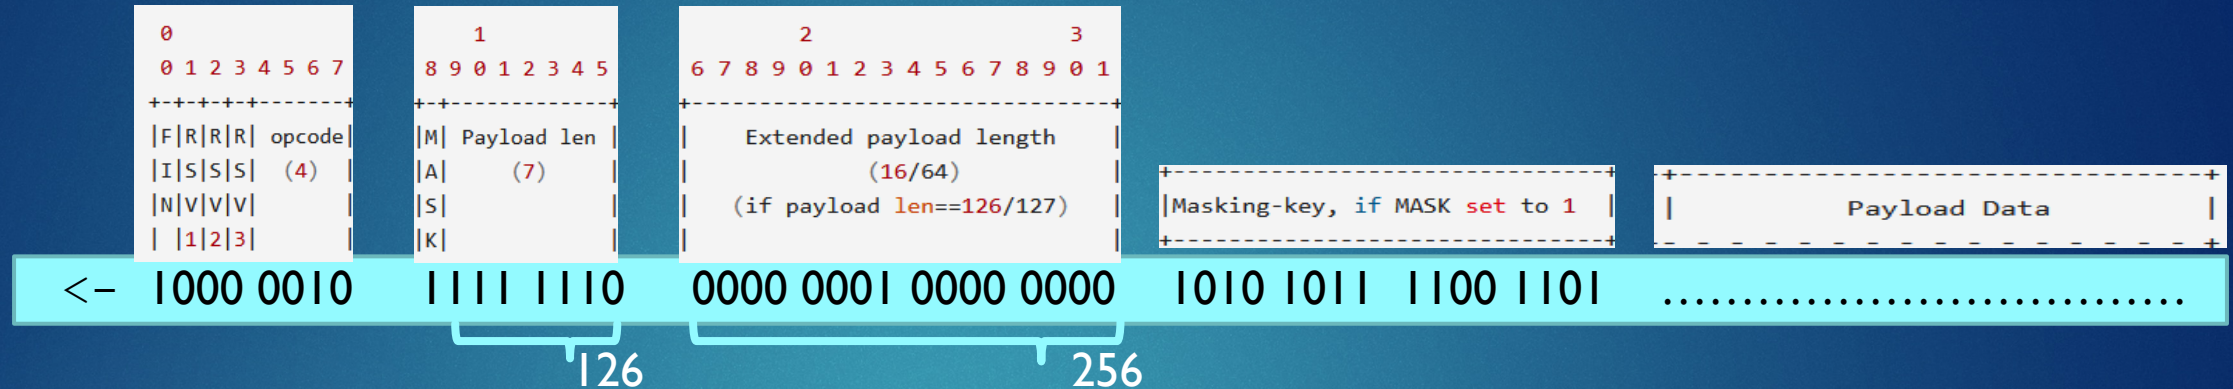 0
0 1 2 3 4 5 6 7
+-+-+-+-+-------+
|F|R|R|R| opcode|
|I|S|S|S|  (4)  |
|N|V|V|V|       |
| |1|2|3|       |
1
8 9 0 1 2 3 4 5
+-+-------------+
|M| Payload len |
|A|     (7)     |
|S|             |
|K|             |
2 3
6 7 8 9 0 1 2 3 4 5 6 7 8 9 0 1
+-------------------------------+
|    Extended payload length    |
|             (16/64)           |
|   (if payload len==126/127)   |
|                               |
+-------------------------------+
|Masking-key, if MASK set to 1  |
+-------------------------------+
-+-------------------------------+
|          Payload Data         |
- - - - - - - - - - - - - - - - +
<- 1000 0010 1111 1110 0000 0001 0000 0000 1010 1011 1100 1101 ……………………………
126 256